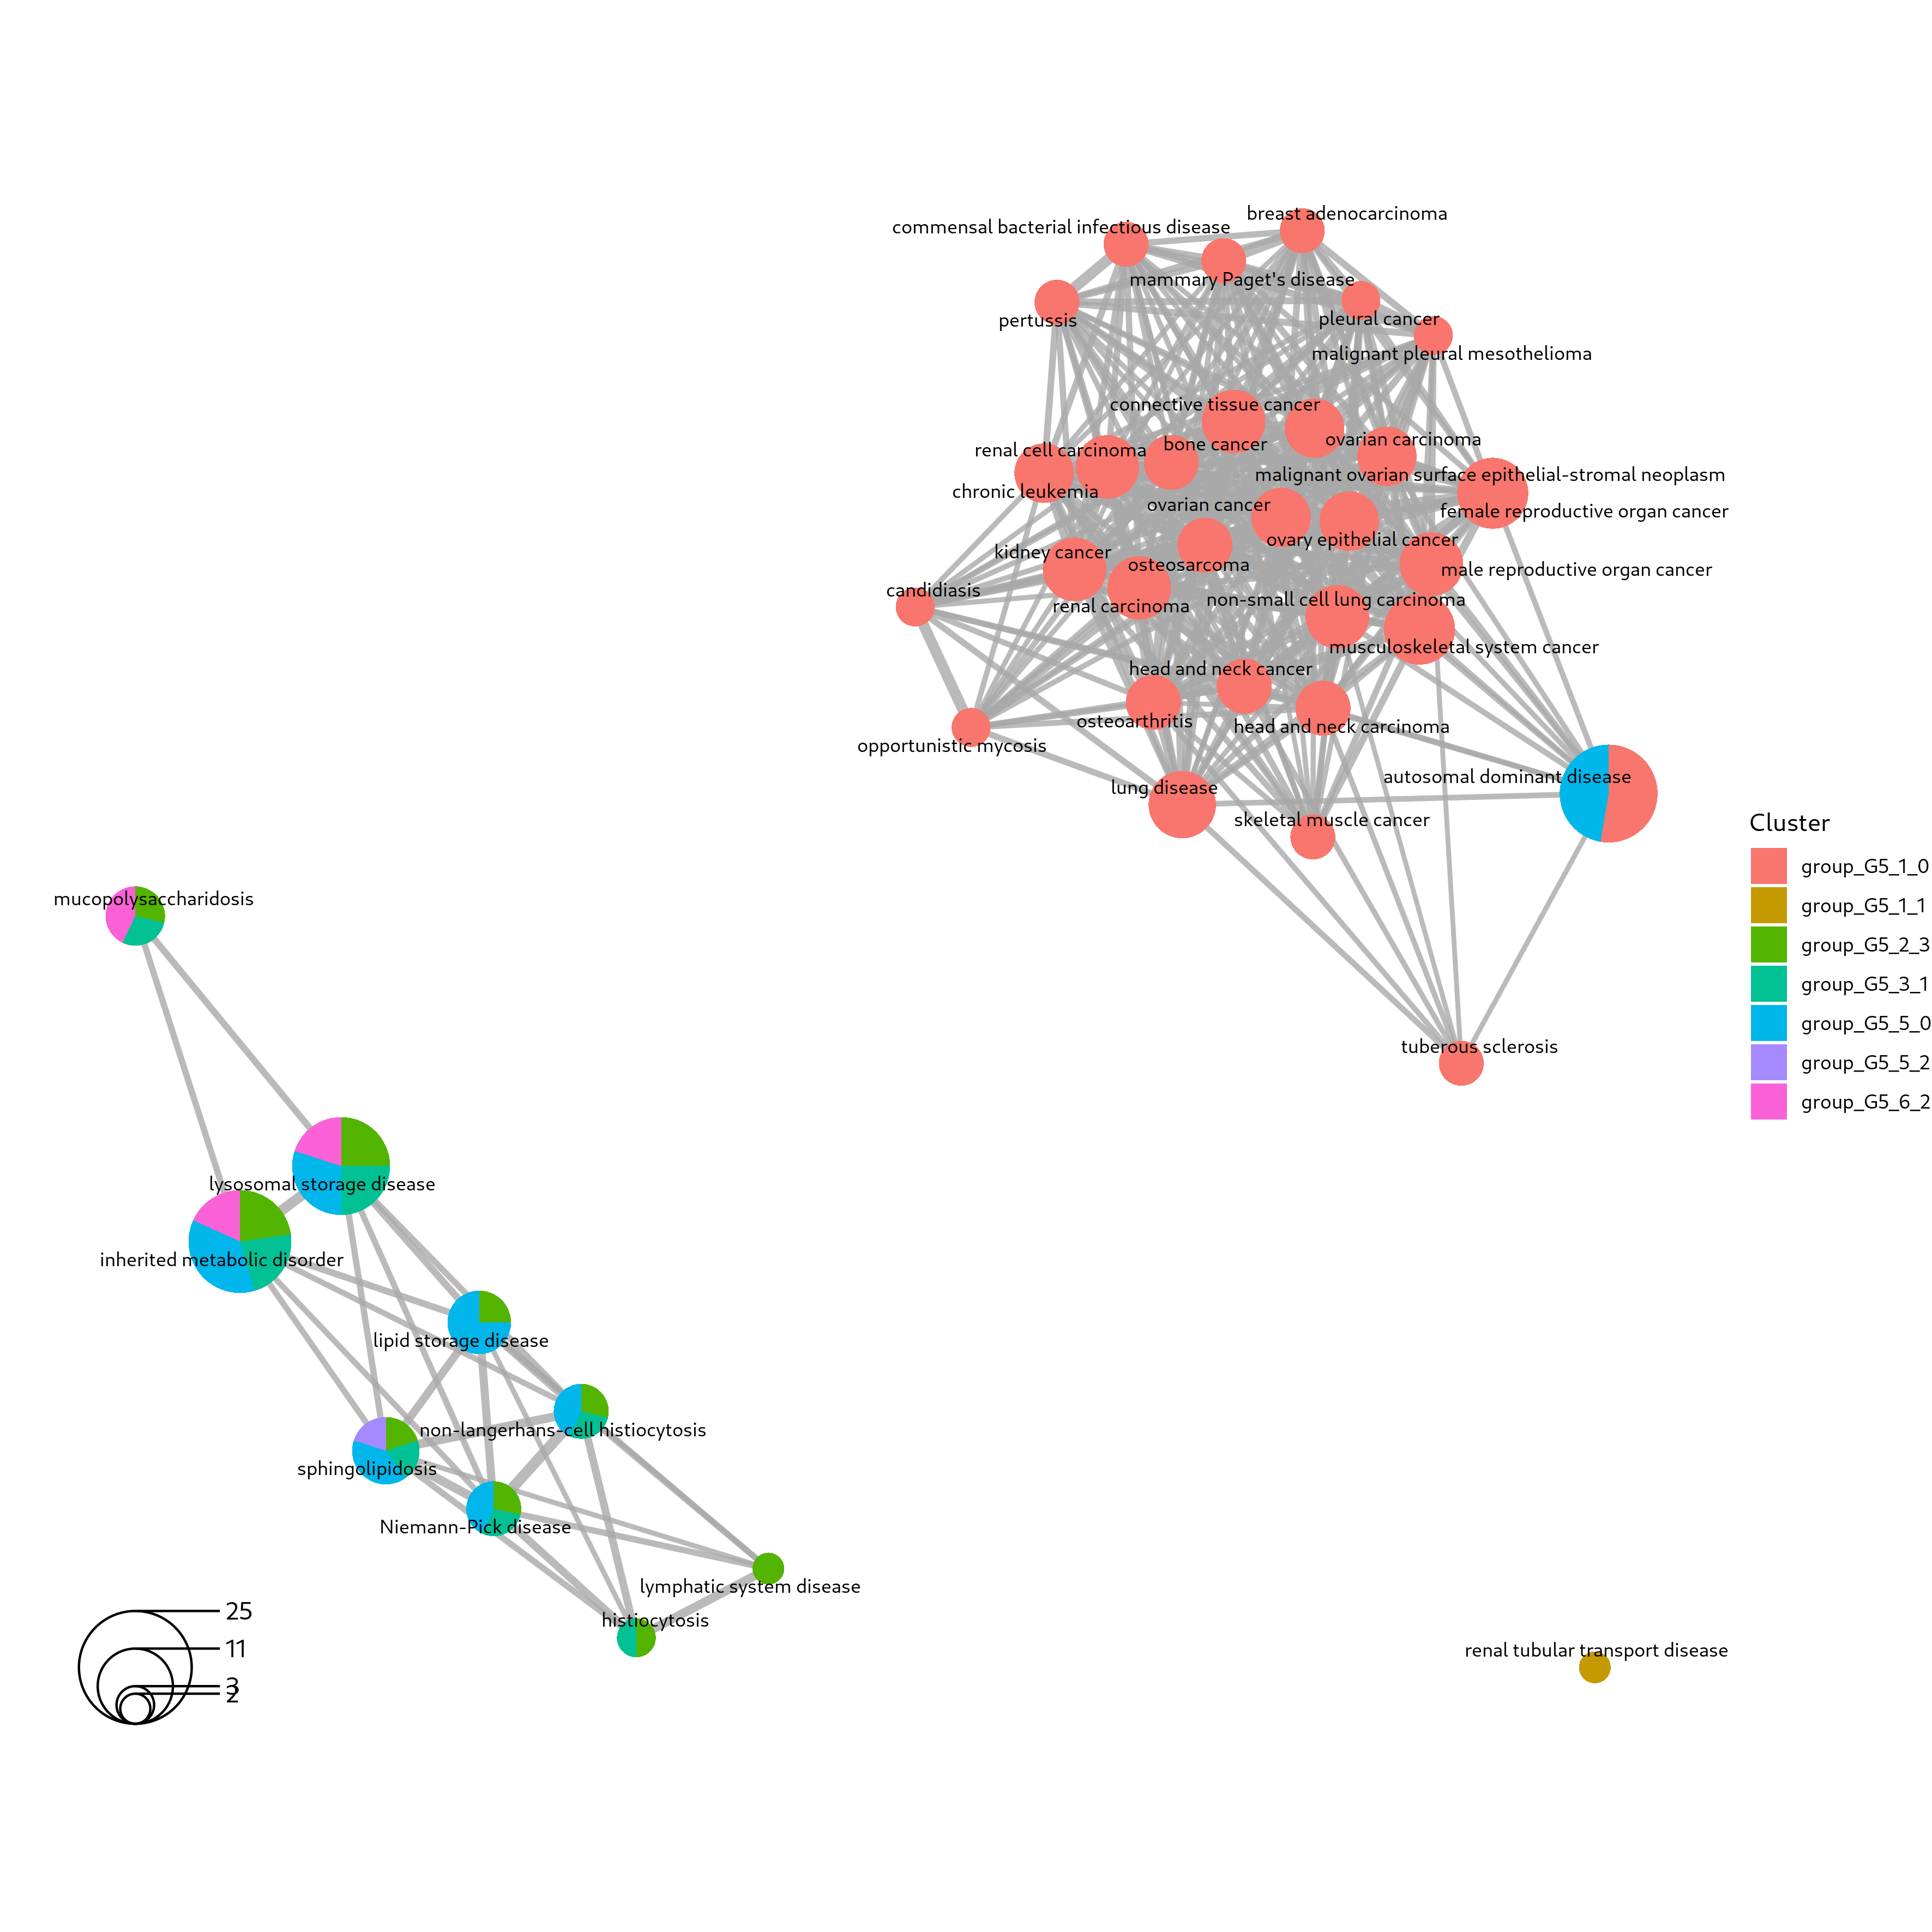 breast adenocarcinoma
commensal bacterial infectious disease
mammary Paget's disease
pertussis
pleural cancer
malignant pleural mesothelioma
connective tissue cancer
ovarian carcinoma
bone cancer
renal cell carcinoma
malignant ovarian surface epithelial-stromal neoplasm
chronic leukemia
ovarian cancer
female reproductive organ cancer
ovary epithelial cancer
kidney cancer
osteosarcoma
male reproductive organ cancer
candidiasis
non-small cell lung carcinoma
renal carcinoma
musculoskeletal system cancer
head and neck cancer
osteoarthritis
head and neck carcinoma
opportunistic mycosis
autosomal dominant disease
lung disease
skeletal muscle cancer
tuberous sclerosis
Cluster
group_G5_1_0
group_G5_1_1
group_G5_2_3
group_G5_3_1
group_G5_5_0
group_G5_5_2
group_G5_6_2
mucopolysaccharidosis
lysosomal storage disease
inherited metabolic disorder
lipid storage disease
non-langerhans-cell histiocytosis
sphingolipidosis
Niemann-Pick disease
lymphatic system disease
histiocytosis
renal tubular transport disease
25
11
3
2